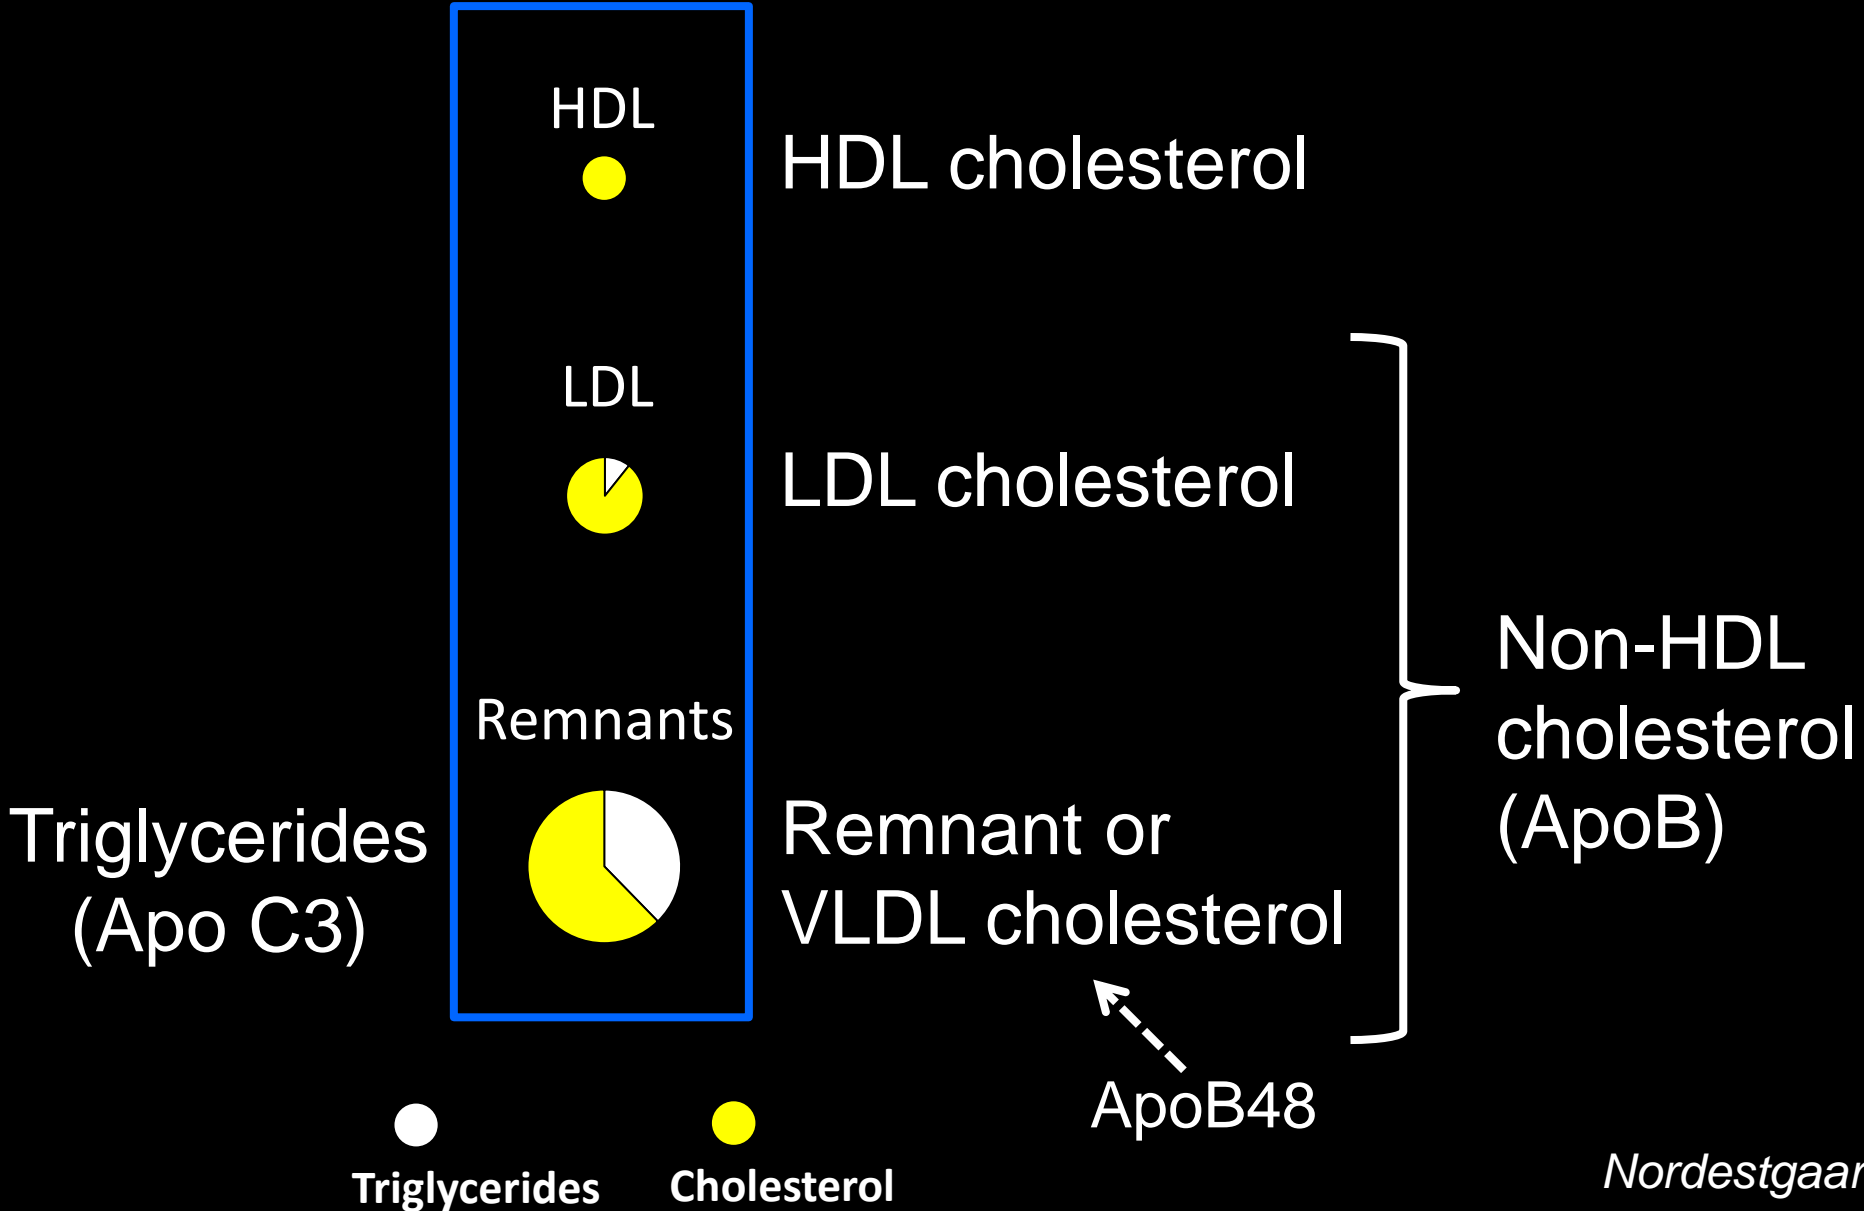 HDL
HDL cholesterol
LDL
LDL cholesterol
Remnants
Triglycerides
(Apo C3)
Remnant or
VLDL cholesterol
Non-HDL
cholesterol
(ApoB)
ApoB48
Triglycerides
Cholesterol
Nordestgaar